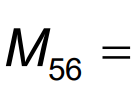 M₅₆ =